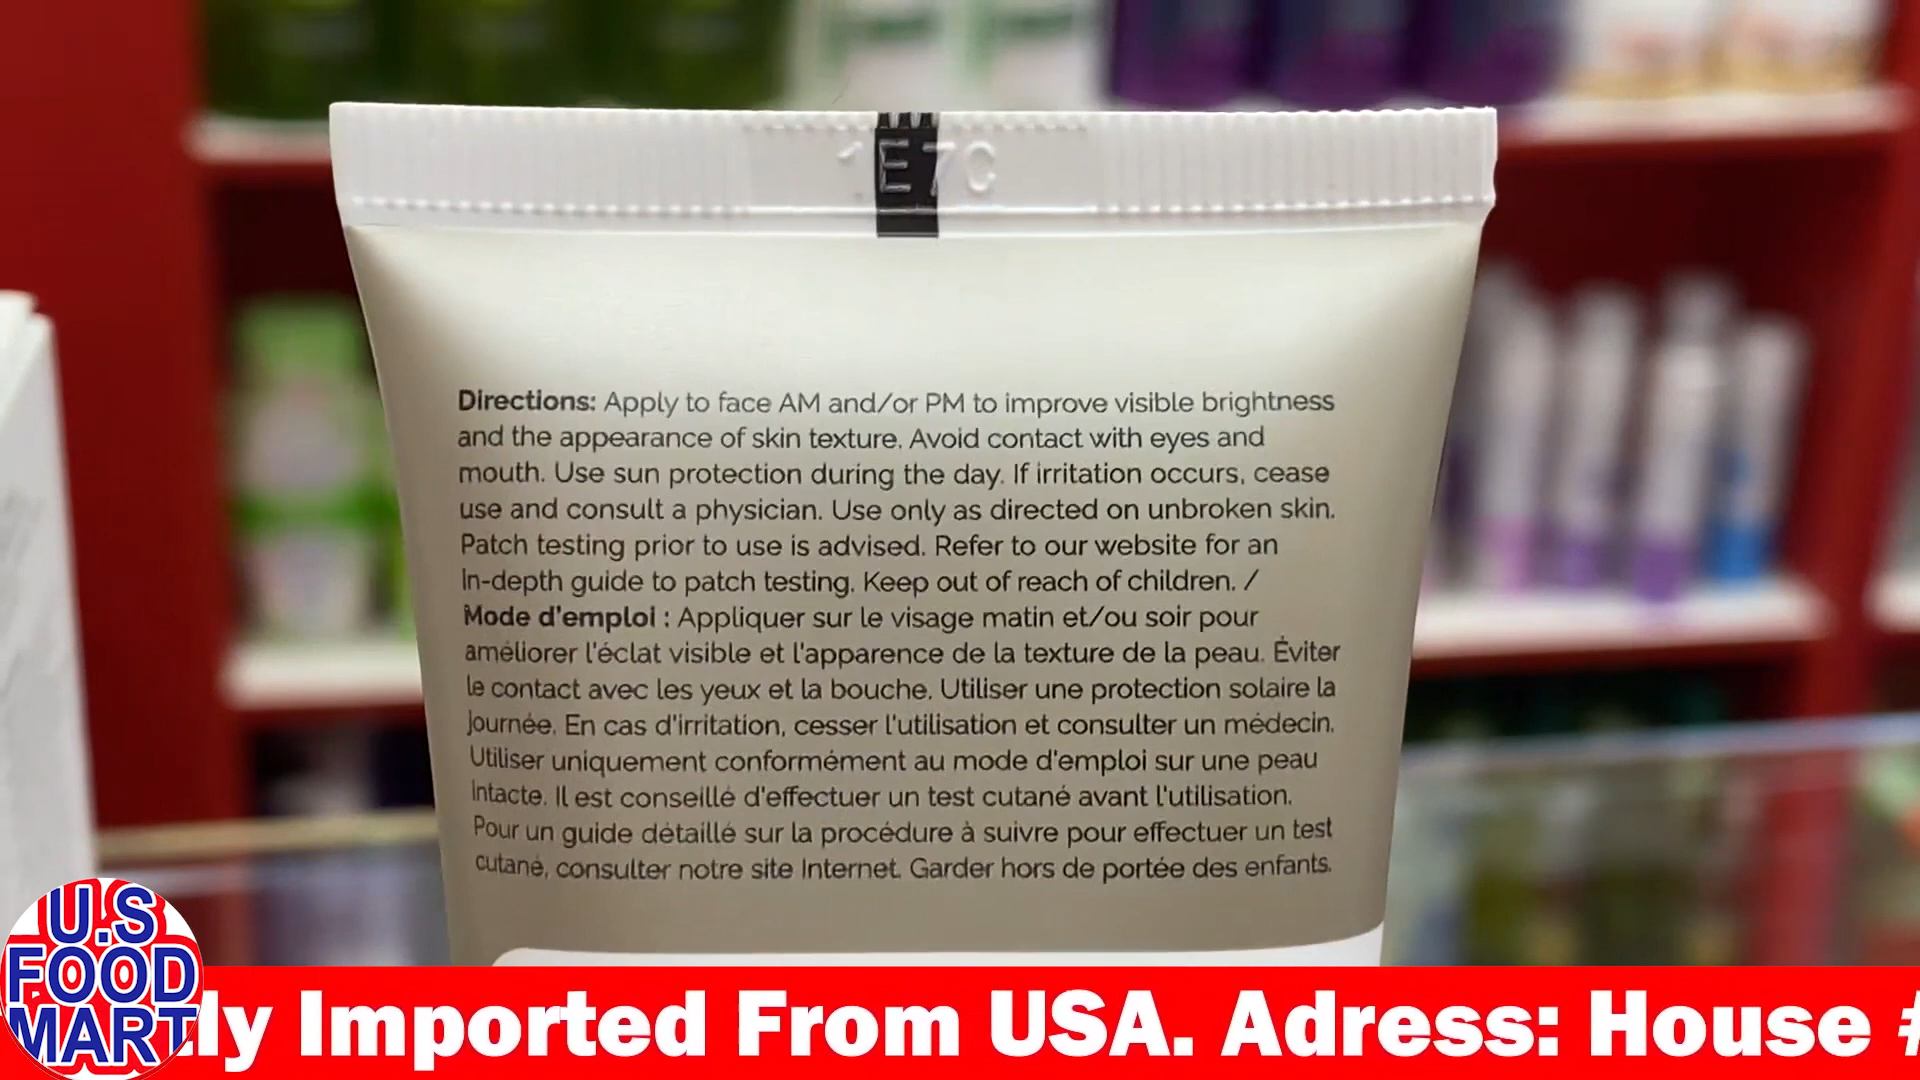 1E7C
Directions: Apply to face AM and/or PM to improve visible brightness
and the appearance of skin texture. Avoid contact with eyes and
mouth. Use sun protection during the day. If irritation occurs, cease
use and consult a physician. Use only as directed on unbroken skin.
Patch testing prior to use is advised. Refer to our website for an
in-depth guide to patch testing. Keep out of reach of children. /
Mode d'emploi : Appliquer sur le visage matin et/ou soir pour
améliorer l'éclat visible et l'apparence de la texture de la peau. Éviter
le contact avec les yeux et la bouche. Utiliser une protection solaire la
journée. En cas d'irritation, cesser l'utilisation et consulter un médecin.
Utiliser uniquement conformément au mode d'emploi sur une peau
intacte. Il est conseillé d'effectuer un test cutané avant l'utilisation.
Pour un guide détaillé sur la procédure à suivre pour effectuer un test
cutané, consulter notre site Internet. Garder hors de portée des enfants.
U.S
FOOD
MART
ly Imported From USA. Adress: House #